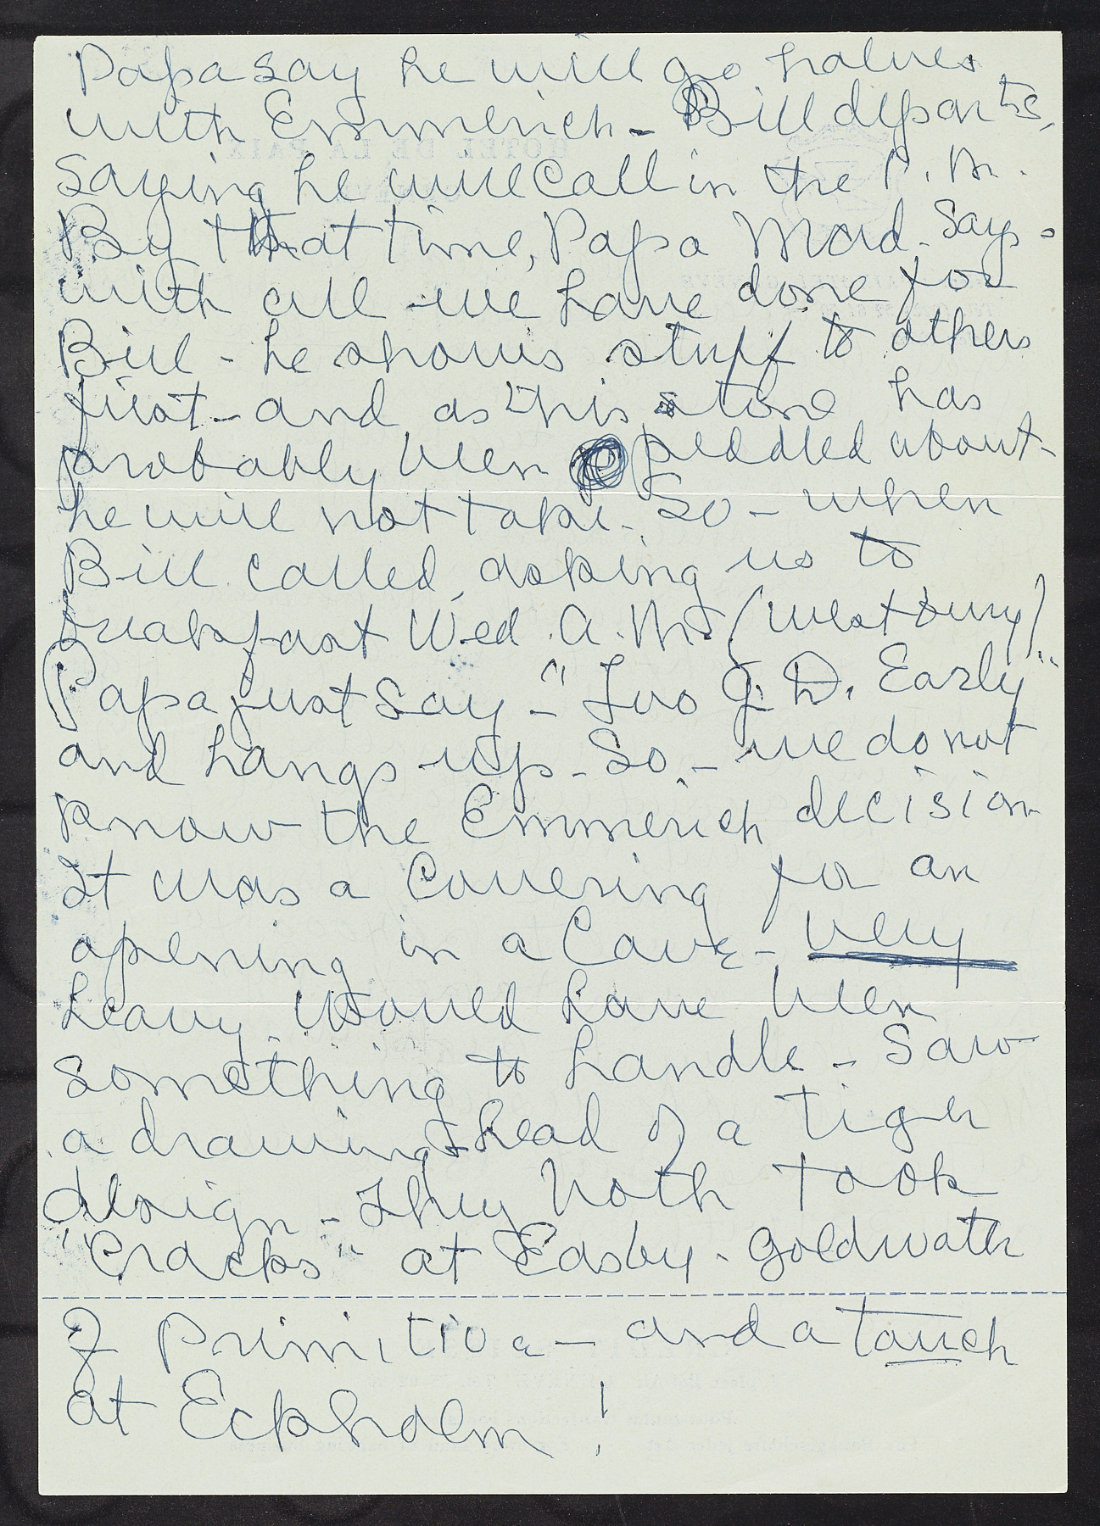 Papa say he will go halves
with Emmerich - Bill departs,
saying he will call in the P.M.
By that time, Papa Mad - says -
with all we have done for
Bill - he shows stuff to others
first - and as this stone has
probably been peddled about -
he will not take - So - when
Bill called, asking us to
breakfast Wed. A.M. (Westbury)
Papa just say - "Too G. D. Early"
and hangs up - So - we do not
know the Emmerich decision
It was a Covering for an
opening in a Cave - very
heavy. Would have been
something to handle - Saw
a drawing - head of a tiger
design - They both took
"cracks" at Easby - Goldwater
of Primitive - and a touch
at Eckholm!